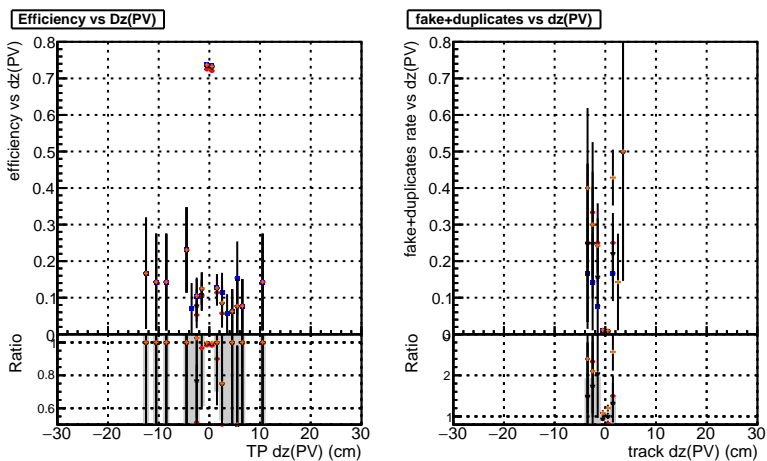 Efficiency vs Dz(PV)
efficiency vs dz(PV)
0.8
0.7
0.6
0.5
0.4
0.3
0.2
0.1
0
Ratio
1
0.8
0.6
−30 −20 −10 0 10 20 30
TP dz(PV) (cm)
fake+duplicates vs dz(PV)
fake+duplicates rate vs dz(PV)
0.8
0.7
0.6
0.5
0.4
0.3
0.2
0.1
0
Ratio
2
1
−30 −20 −10 0 10 20 30
track dz(PV) (cm)